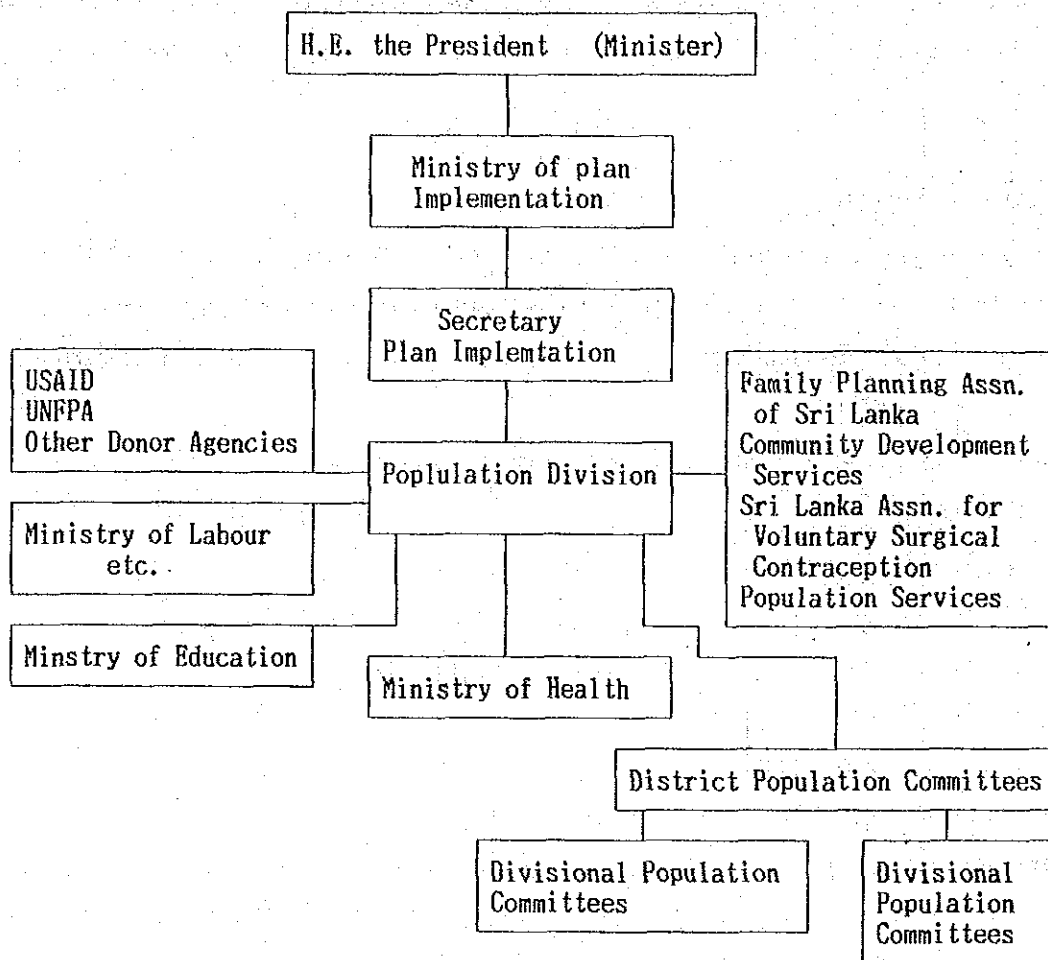 H.E. the President (Minister)
Ministry of plan
Implementation
Secretary
Plan Implemtation
USAID
UNFPA
Other Donor Agencies
Poplulation Division
Family Planning Assn.
of Sri Lanka
Community Development
Services
Sri Lanka Assn. for
Voluntary Surgical
Contraception
Population Services
Ministry of Labour
etc.
Minstry of Education
Ministry of Health
District Population Committees
Divisional Population
Committees
Divisional
Population
Committees